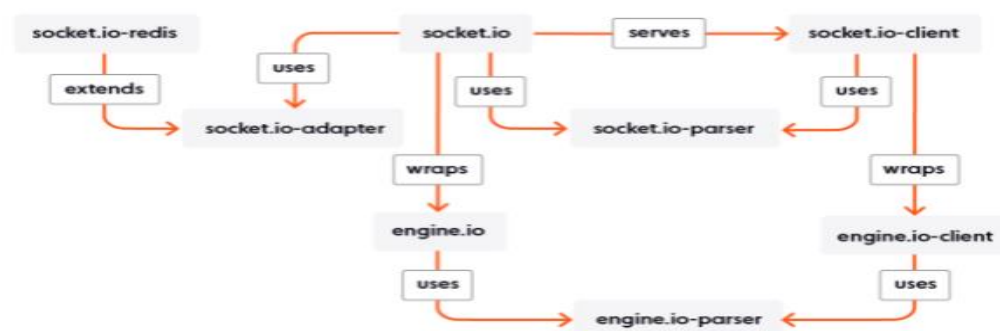 socket.io-redis
socket.io
serves
socket.io-client
uses
extends
uses
uses
socket.io-adapter
socket.io-parser
wraps
wraps
engine.io
engine.io-client
uses
uses
engine.io-parser